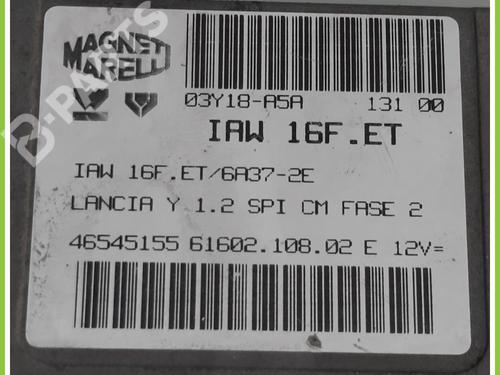 MAGNETI
MARELLI
B-PARTS
03Y18-A5A 131 00
IAW 16F.ET
IAW 16F.ET/6A37-2E
LANCIA Y 1.2 SPI CM FASE 2
46545155 61602.108.02 E 12V=